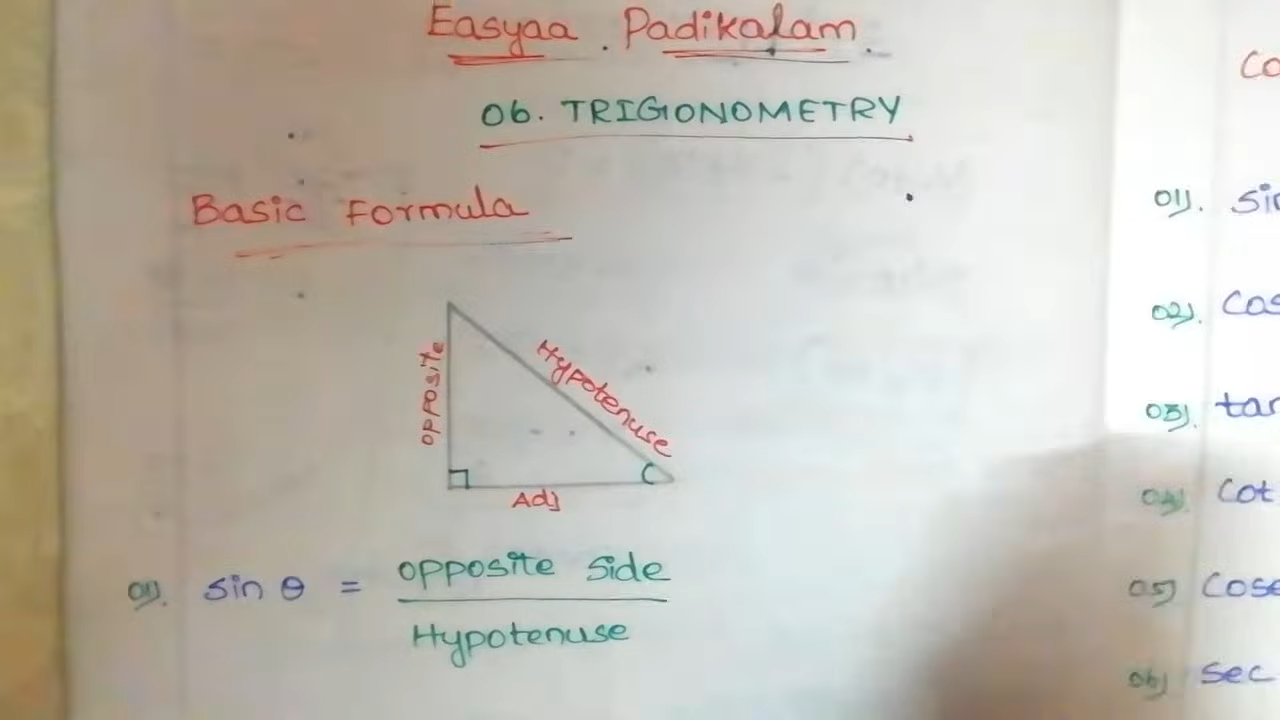 Easyaa . Padikalam.
06. TRIGONOMETRY
Basic Formula
opposite
Hypotenuse
Adj
01). sin θ = opposite Side
Hypotenuse
Co
01). sin
02). Cos
03). tan
04). Cot
05) Cose
06) Sec